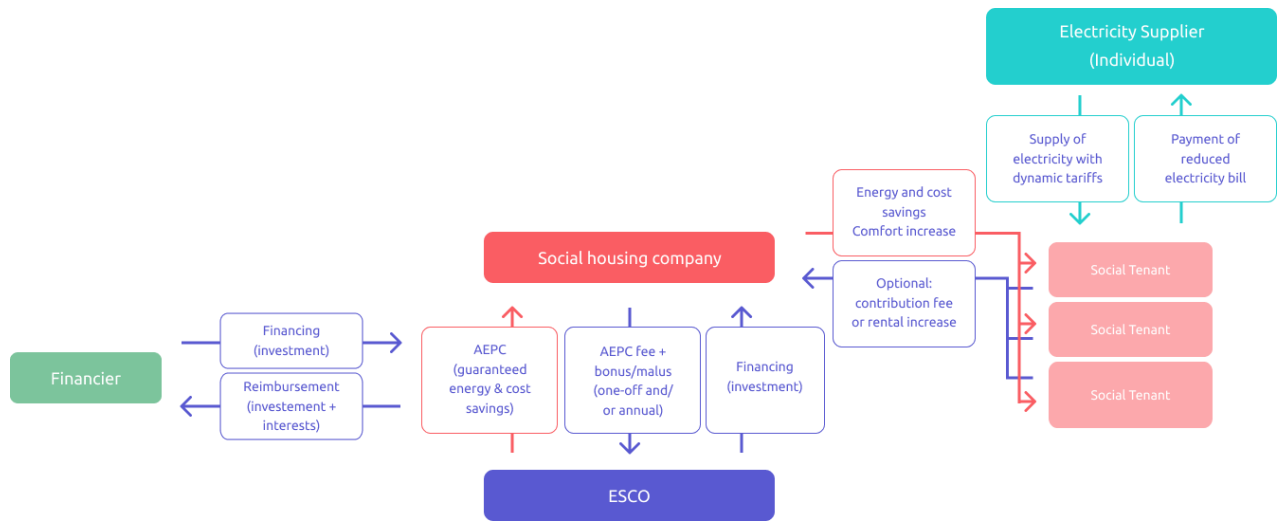 Electricity Supplier
(Individual)
Supply of
electricity with
dynamic tariffs
Payment of
reduced
electricity bill
Energy and cost
savings
Comfort increase
Social housing company
Social Tenant
Optional:
contribution fee
or rental increase
Social Tenant
Financing
(investment)
AEPC
(guaranteed
energy & cost
savings)
AEPC fee +
bonus/malus
(one-off and/
or annual)
Financing
(investment)
Financier
Reimbursement
(investement +
interests)
Social Tenant
ESCO